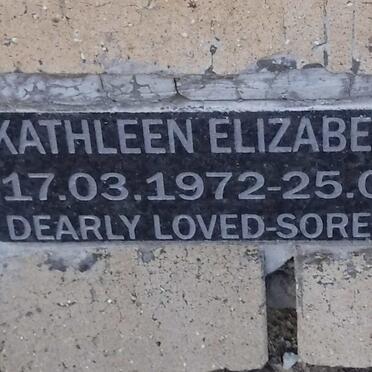 KATHLEEN ELIZABE
17.03.1972-25.0
DEARLY LOVED-SORE